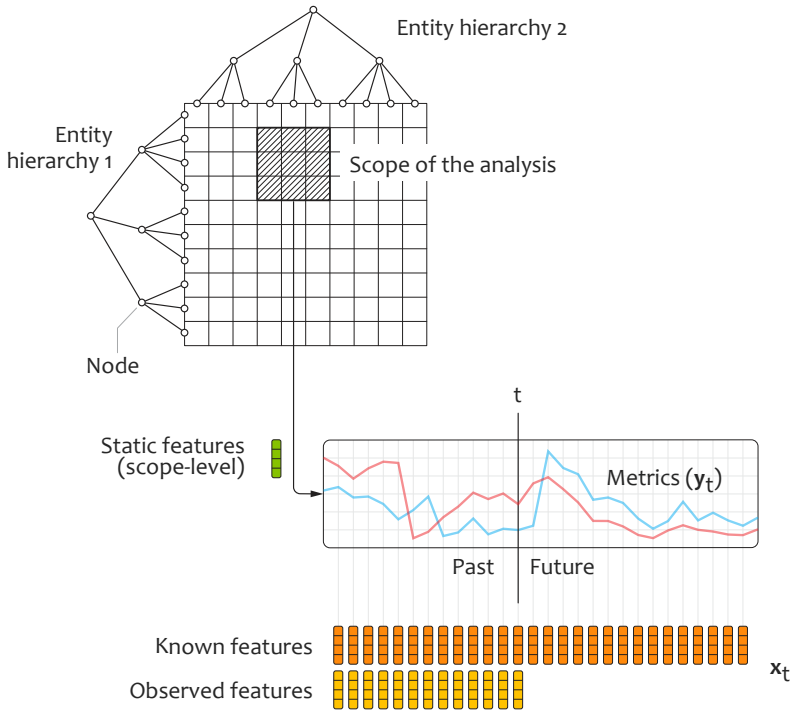 Entity hierarchy 2
Entity
hierarchy 1
Scope of the analysis
Node
t
Static features
(scope-level)
Metrics (yt)
Past
Future
Known features
xt
Observed features